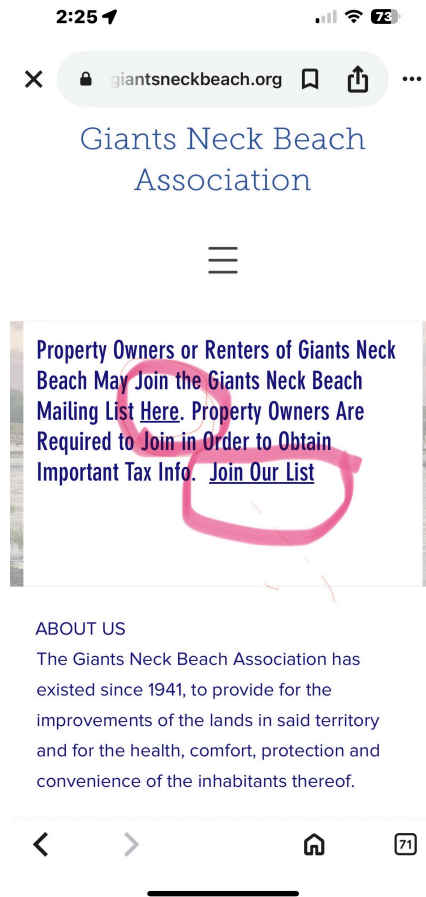 2:25
73
giantsneckbeach.org
Giants Neck Beach
Association
Property Owners or Renters of Giants Neck
Beach May Join the Giants Neck Beach
Mailing List Here. Property Owners Are
Required to Join in Order to Obtain
Important Tax Info. Join Our List
ABOUT US
The Giants Neck Beach Association has
existed since 1941, to provide for the
improvements of the lands in said territory
and for the health, comfort, protection and
convenience of the inhabitants thereof.
71